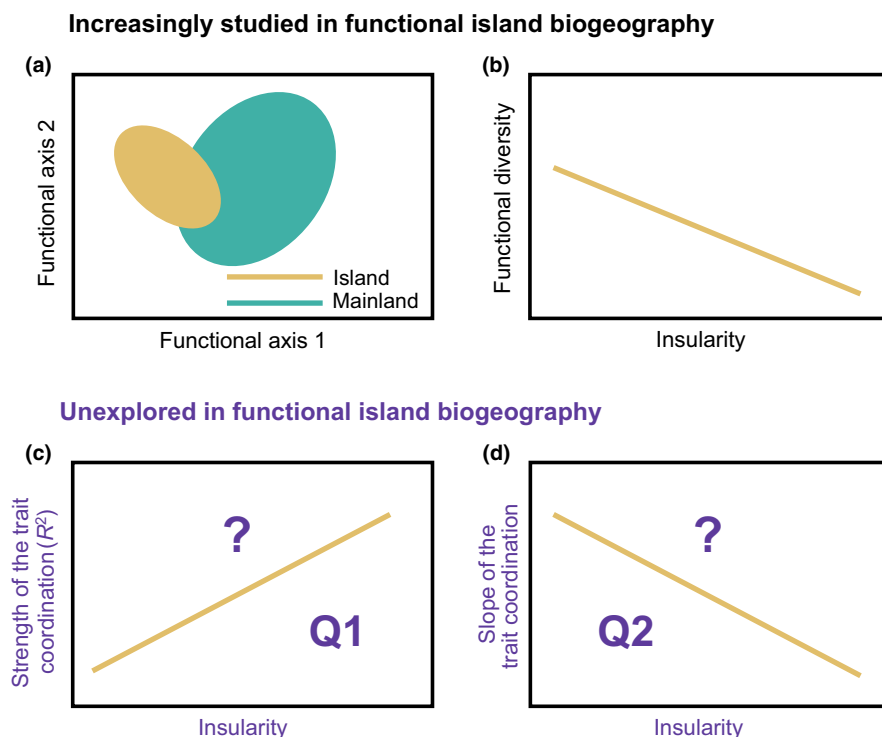 Increasingly studied in functional island biogeography
(a)
Functional axis 2
Island
Mainland
Functional axis 1
(b)
Functional diversity
Insularity
Unexplored in functional island biogeography
(c)
Strength of the trait
coordination (R²)
?
Q1
Insularity
(d)
Slope of the
trait coordination
?
Q2
Insularity